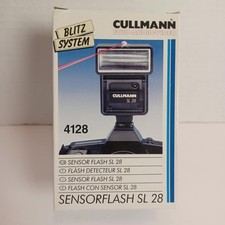 BLITZ
SYSTEM
CULLMANN
CULLMANN
SL 28
4128
SENSOR FLASH SL 28
FLASH DETECTEUR SL 28
SENSOR FLASH SL 28
FLASH CON SENSOR SL 28
SENSORFLASH SL 28